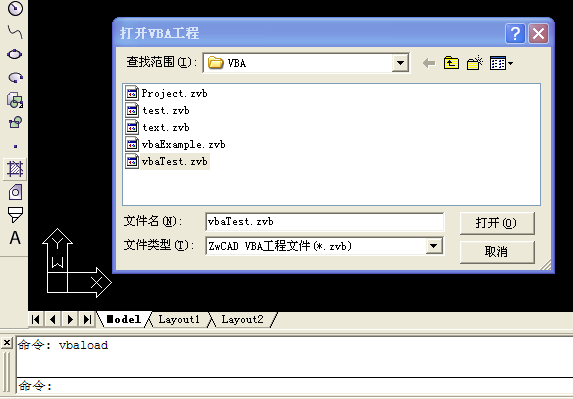 打开VBA工程
查找范围(I):
VBA
Project.zvb
test.zvb
text.zvb
vbaExample.zvb
vbaTest.zvb
文件名(N):
vbaTest.zvb
打开(O)
文件类型(T):
ZwCAD VBA工程文件(*.zvb)
取消
A
Y
W
X
Model
Layout1
Layout2
命令: vbaload
命令: